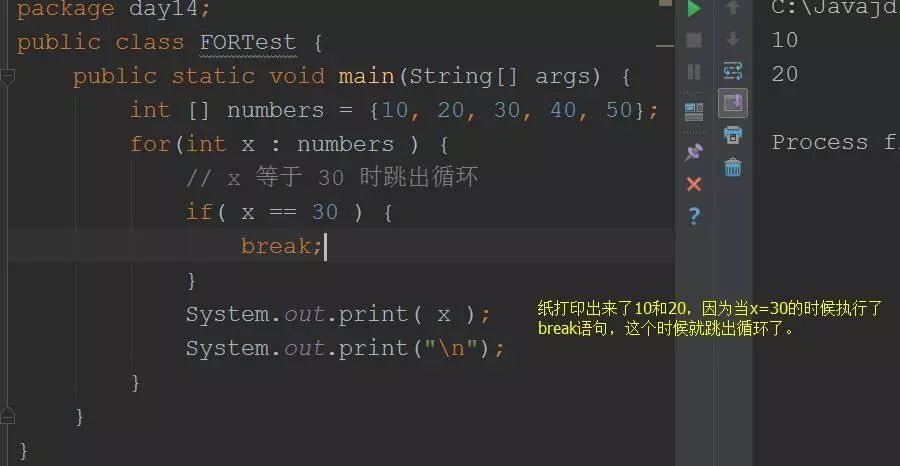 package day14;
public class FORTest {
public static void main(String[] args) {
int [] numbers = {10, 20, 30, 40, 50};
for(int x : numbers ) {
// x 等于 30 时跳出循环
if( x == 30 ) {
break;
}
System.out.print( x );
System.out.print("\n");
}
}
}
纸打印出来了10和20，因为当x=30的时候执行了
break语句，这个时候就跳出循环了。
C:\Javajd
10
20
Process f